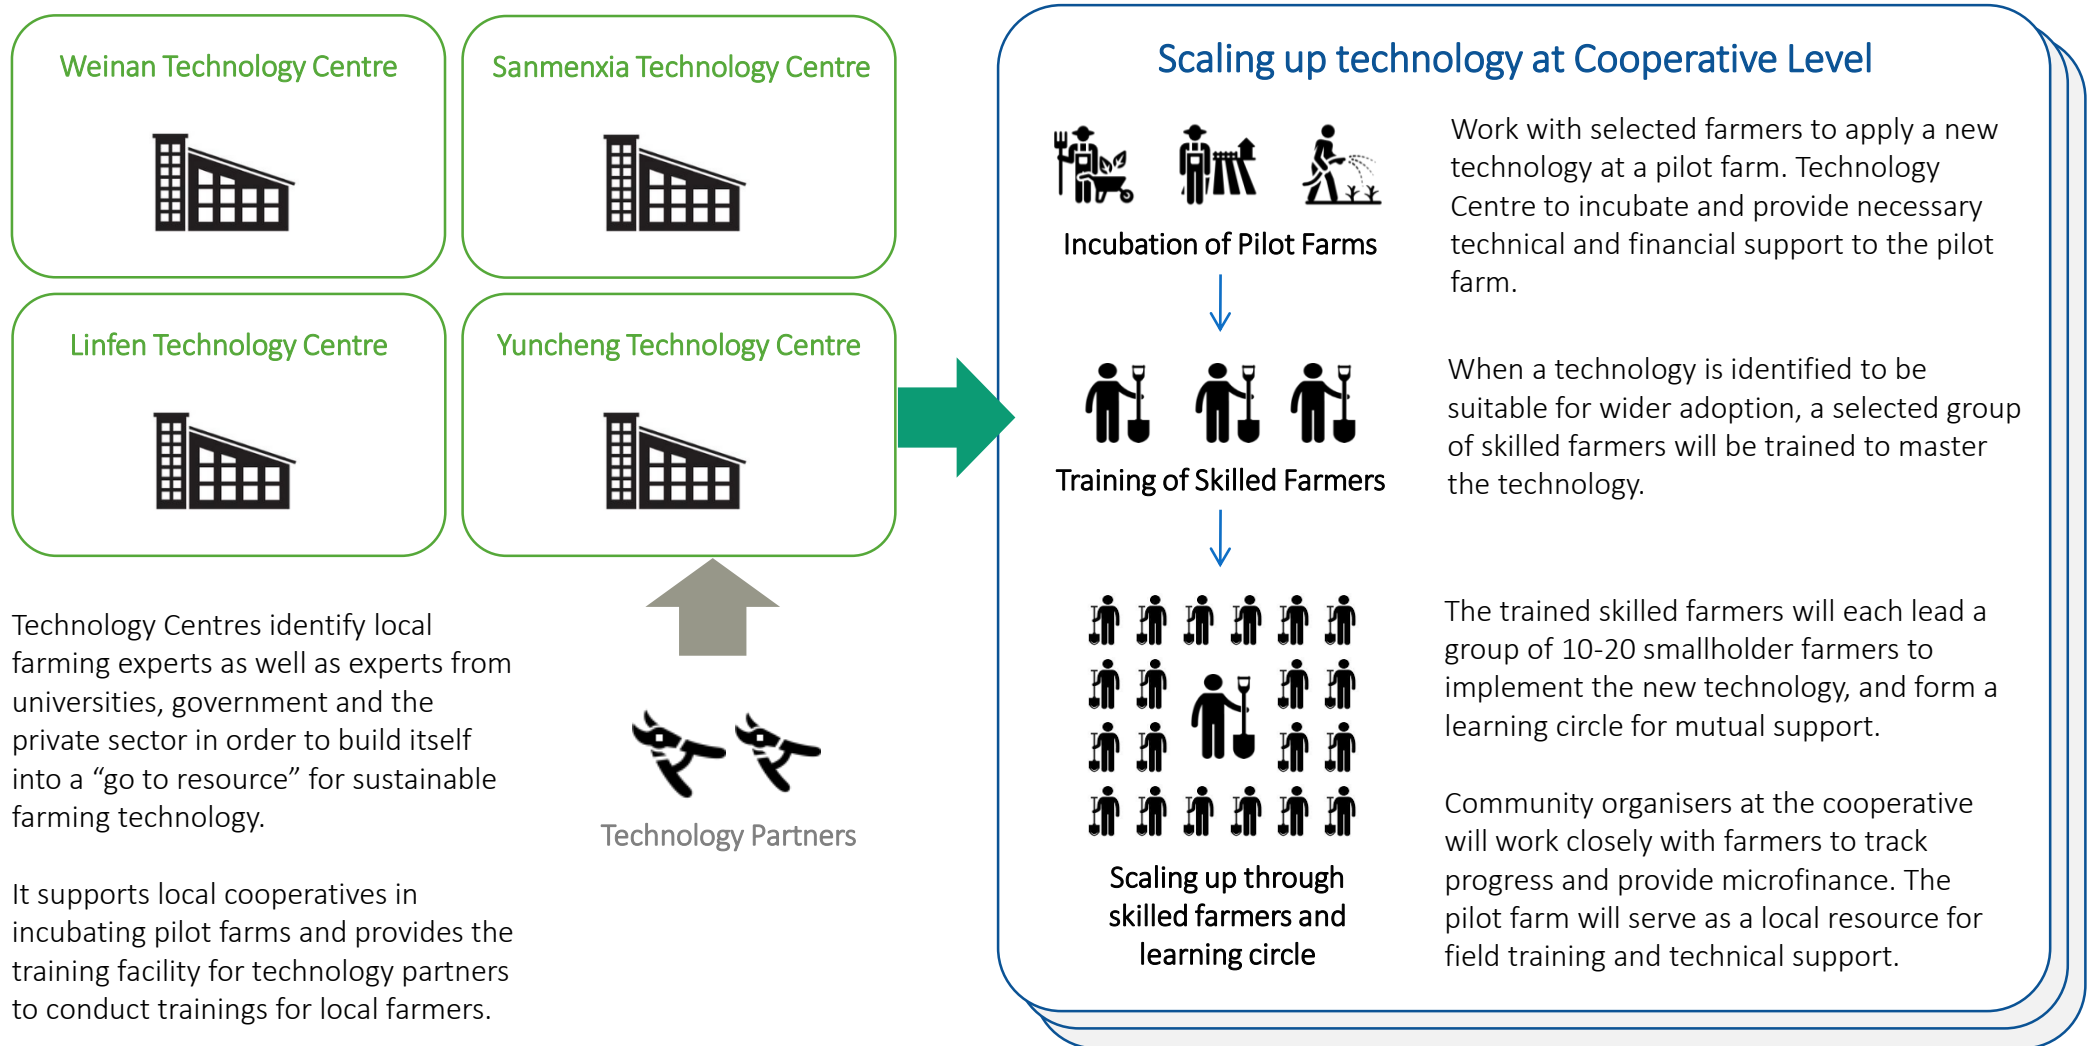 Weinan Technology Centre
Sanmenxia Technology Centre
Linfen Technology Centre
Yuncheng Technology Centre
Technology Centres identify local
farming experts as well as experts from
universities, government and the
private sector in order to build itself
into a “go to resource” for sustainable
farming technology.
It supports local cooperatives in
incubating pilot farms and provides the
training facility for technology partners
to conduct trainings for local farmers.
Technology Partners
Scaling up technology at Cooperative Level
Incubation of Pilot Farms
Work with selected farmers to apply a new
technology at a pilot farm. Technology
Centre to incubate and provide necessary
technical and financial support to the pilot
farm.
Training of Skilled Farmers
When a technology is identified to be
suitable for wider adoption, a selected group
of skilled farmers will be trained to master
the technology.
Scaling up through
skilled farmers and
learning circle
The trained skilled farmers will each lead a
group of 10-20 smallholder farmers to
implement the new technology, and form a
learning circle for mutual support.
Community organisers at the cooperative
will work closely with farmers to track
progress and provide microfinance. The
pilot farm will serve as a local resource for
field training and technical support.